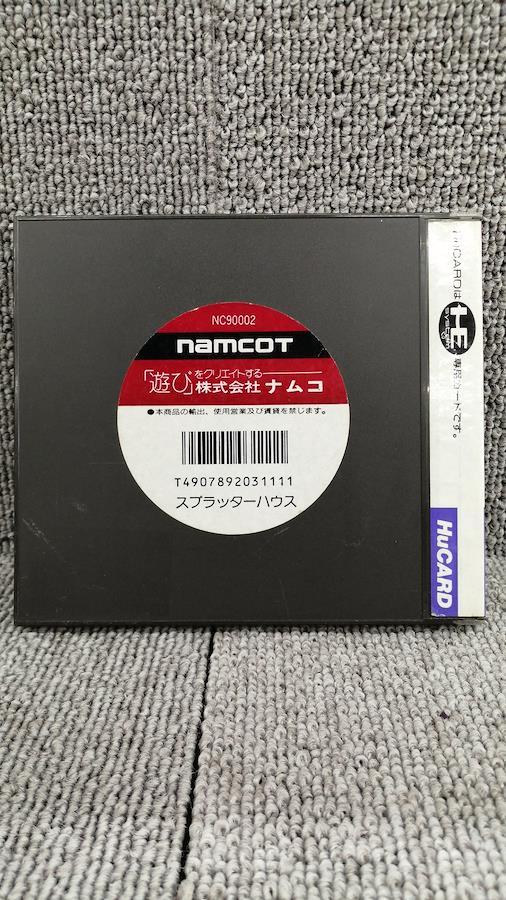 NC90002
namcoT
「遊び」をクリエイトする
株式会社ナムコ
●本商品の輸出、使用営業及び賃貸を禁じます。
T4907892031111
スプラッターハウス
HuCARDは
HE
SYSTEM
専用カードです。
HuCARD